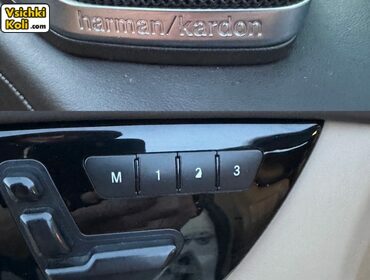 Vsichki
Koli.com
harman/kardon
M 1 2 3